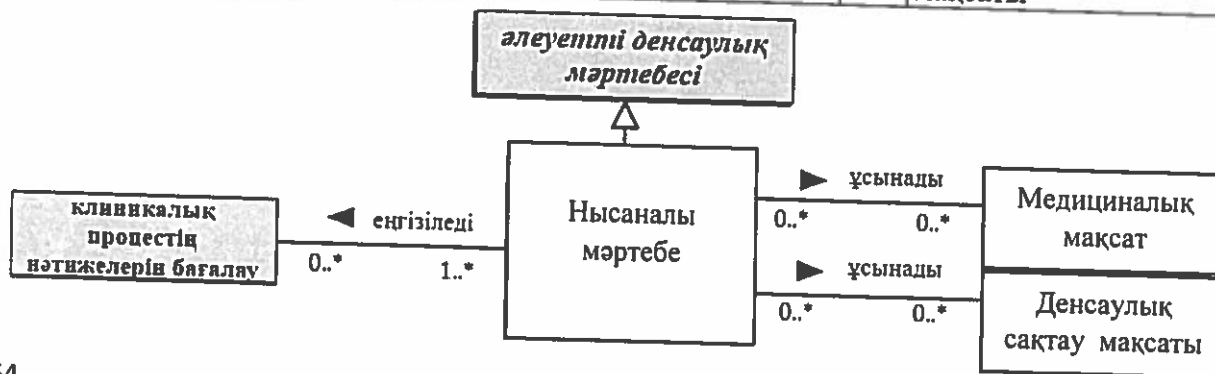 әлеуетті денсаулық
мәртебесі
клиникалық
процестің
нәтижелерін бағалау
◄ енгізіледі
0..*
1..*
Нысаналы
мәртебе
► ұсынады
0..*
0..*
► ұсынады
0..*
0..*
Медициналық
мақсат
Денсаулық
сақтау мақсаты